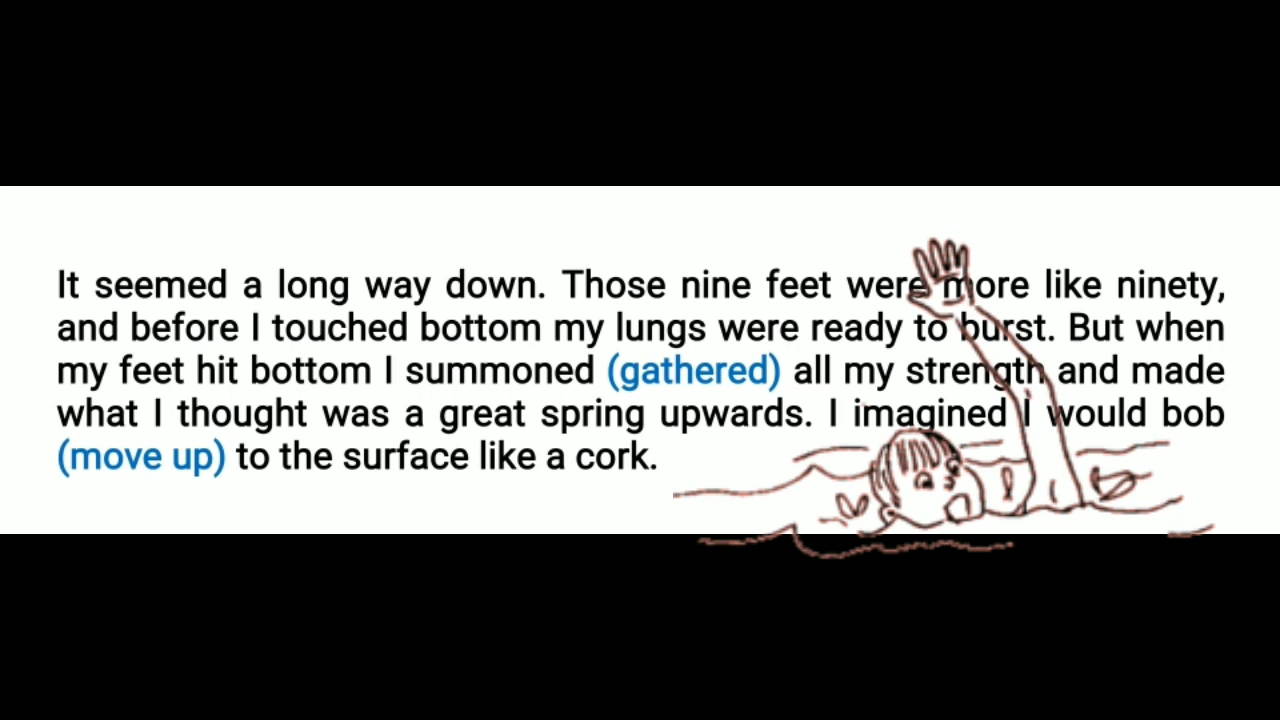 It seemed a long way down. Those nine feet were more like ninety,
and before I touched bottom my lungs were ready to burst. But when
my feet hit bottom I summoned (gathered) all my strength and made
what I thought was a great spring upwards. I imagined I would bob
(move up) to the surface like a cork.